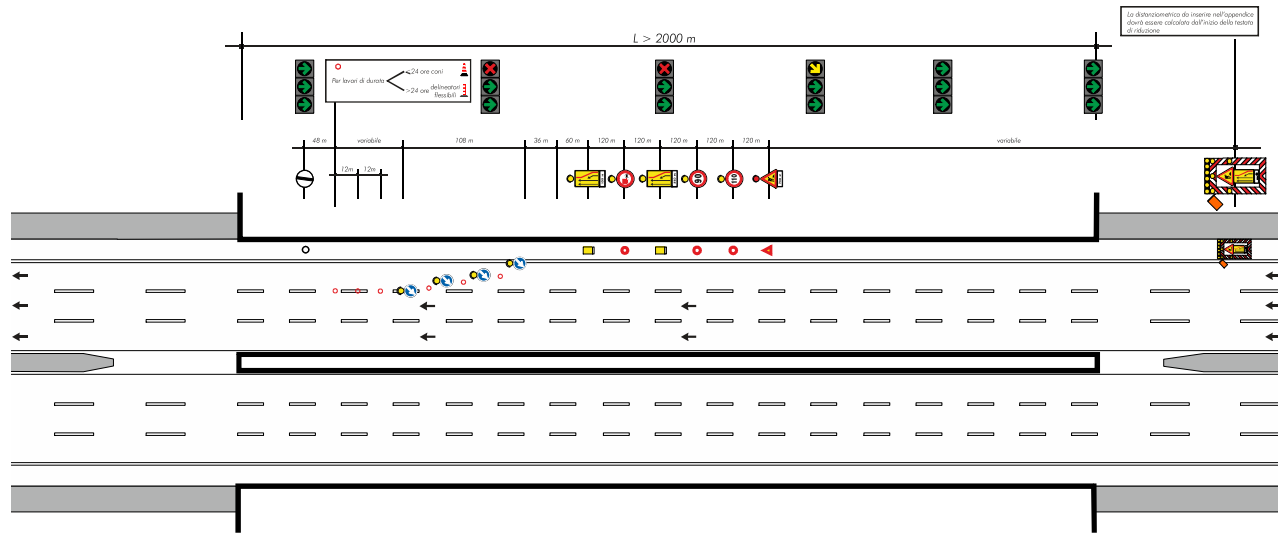 La distanziometrica da inserire nell'appendice
dovrà essere calcolata dall'inizio della testata
di riduzione
L > 2000 m
Per lavori di durata
<24 ore coni
>24 ore delineatori
flessibili
48 m variabile 108 m 36 m 60 m 120 m 120 m 120 m 120 m 120 m variabile
12m 12m
90 110